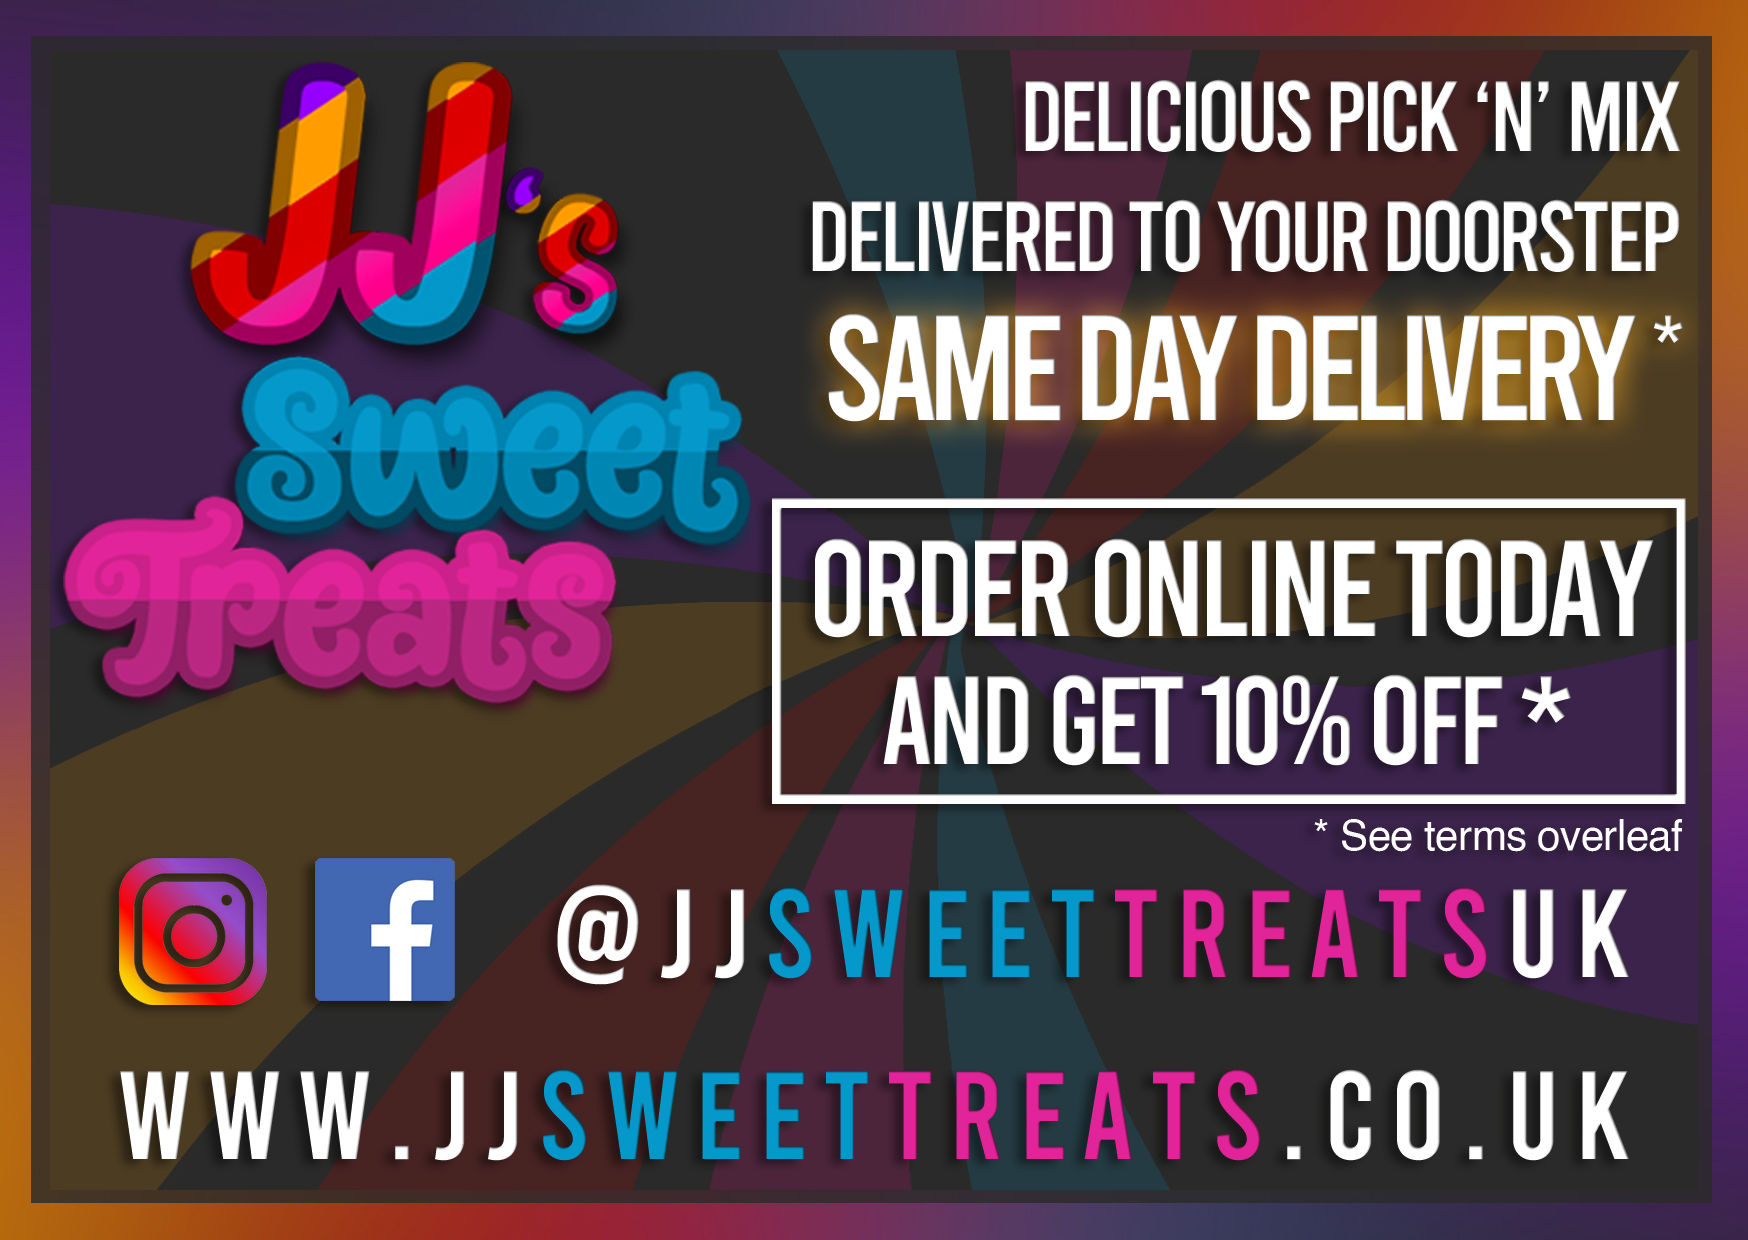 JJ's
Sweet
Treats
DELICIOUS PICK ‘N’ MIX
DELIVERED TO YOUR DOORSTEP
SAME DAY DELIVERY *
ORDER ONLINE TODAY
AND GET 10% OFF *
* See terms overleaf
@JJSWEETTREATSUK
WWW.JJSWEETTREATS.CO.UK